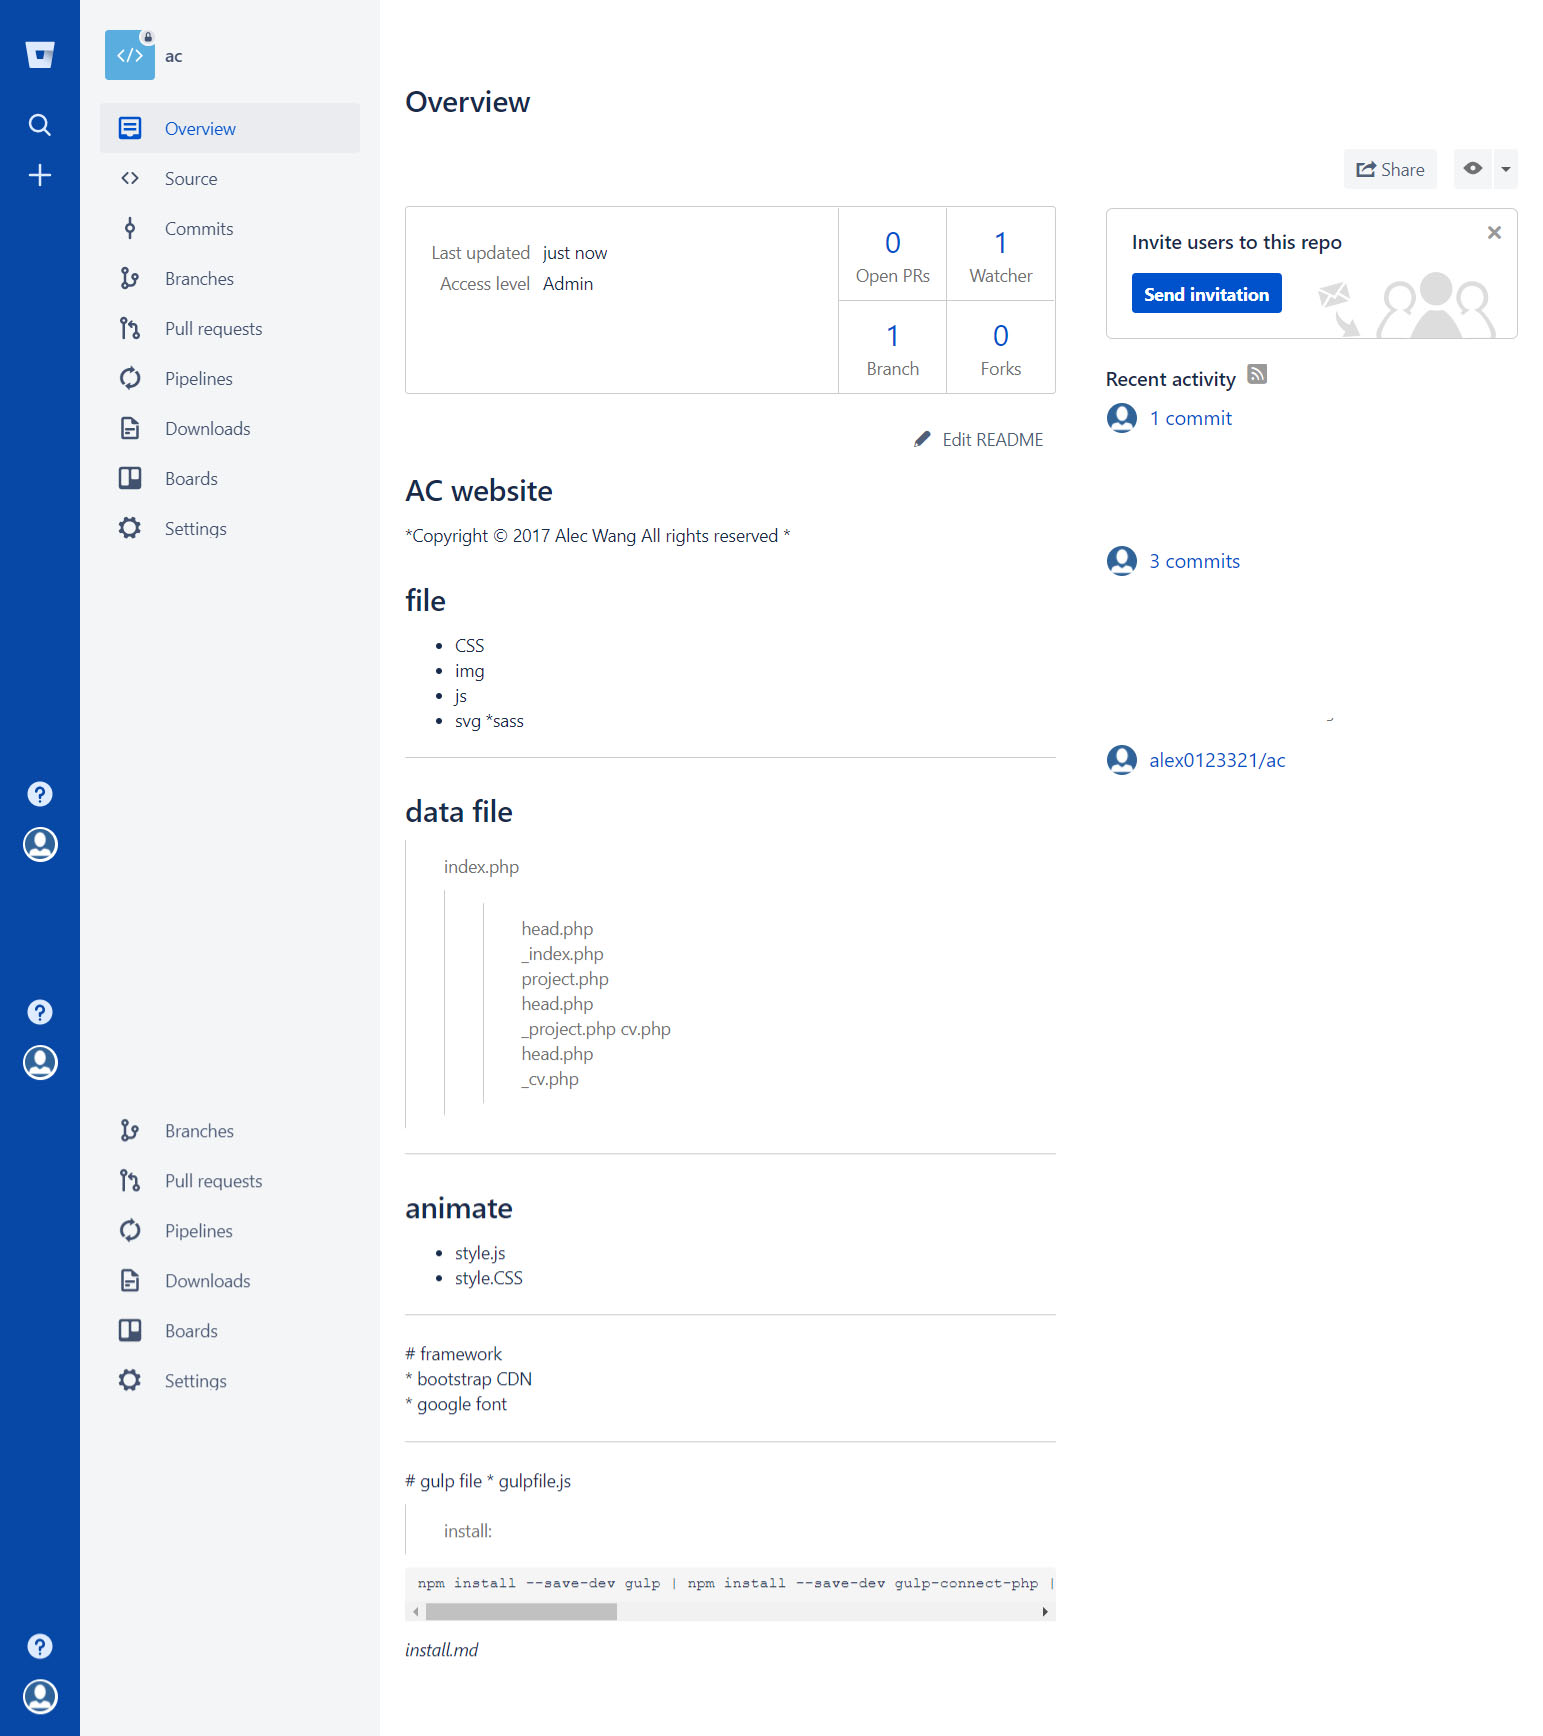 ac
Overview
Source
Commits
Branches
Pull requests
Pipelines
Downloads
Boards
Settings
Branches
Pull requests
Pipelines
Downloads
Boards
Settings
Overview
Share
Last updated just now
Access level Admin
0
Open PRs
1
Watcher
1
Branch
0
Forks
Edit README
AC website
*Copyright © 2017 Alec Wang All rights reserved *
file
• CSS
• img
• js
• svg *sass
data file
index.php
head.php
_index.php
project.php
head.php
_project.php cv.php
head.php
_cv.php
animate
• style.js
• style.CSS
# framework
* bootstrap CDN
* google font
# gulp file * gulpfile.js
install:
npm install --save-dev gulp | npm install --save-dev gulp-connect-php |
install.md
Invite users to this repo
Send invitation
Recent activity
1 commit
3 commits
alex0123321/ac